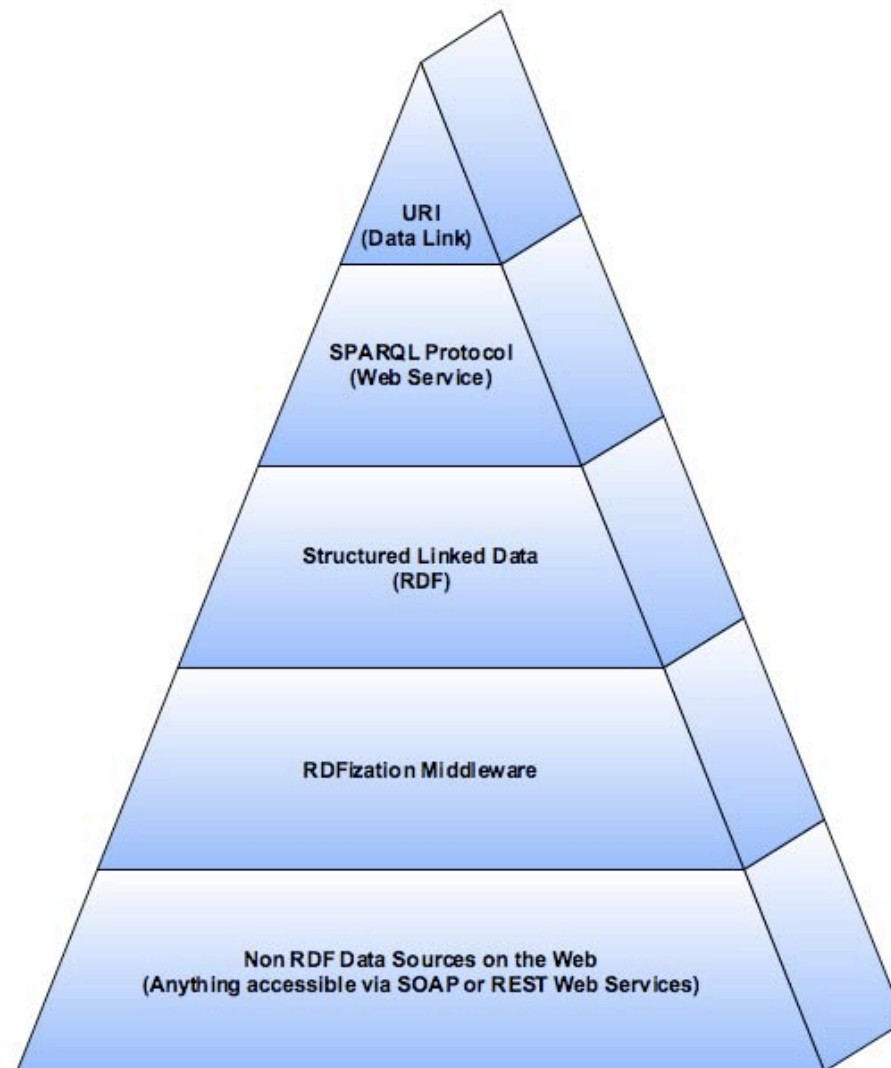 URI
(Data Link)
SPARQL Protocol
(Web Service)
Structured Linked Data
(RDF)
RDFization Middleware
Non RDF Data Sources on the Web
(Anything accessible via SOAP or REST Web Services)